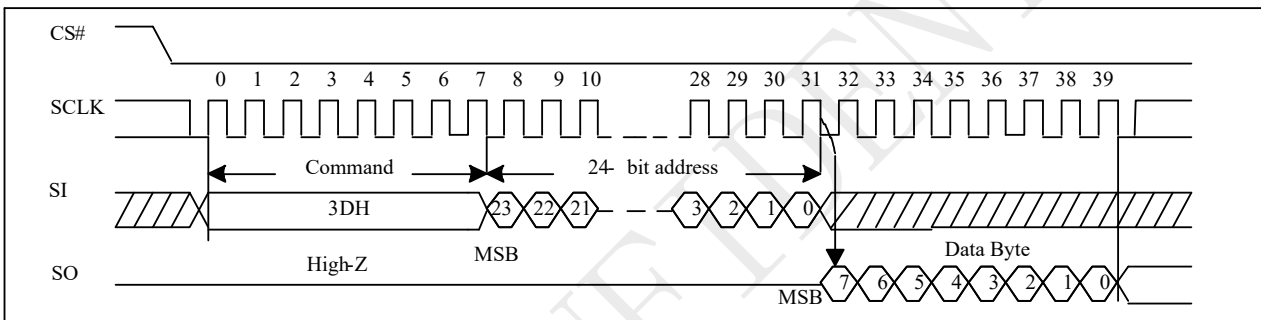 CS#
0 1 2 3 4 5 6 7 8 9 10 28 29 30 31 32 33 34 35 36 37 38 39
SCLK
Command 24- bit address
SI
3DH 23 22 21 3 2 1 0
MSB Data Byte
High-Z
SO
MSB 7 6 5 4 3 2 1 0